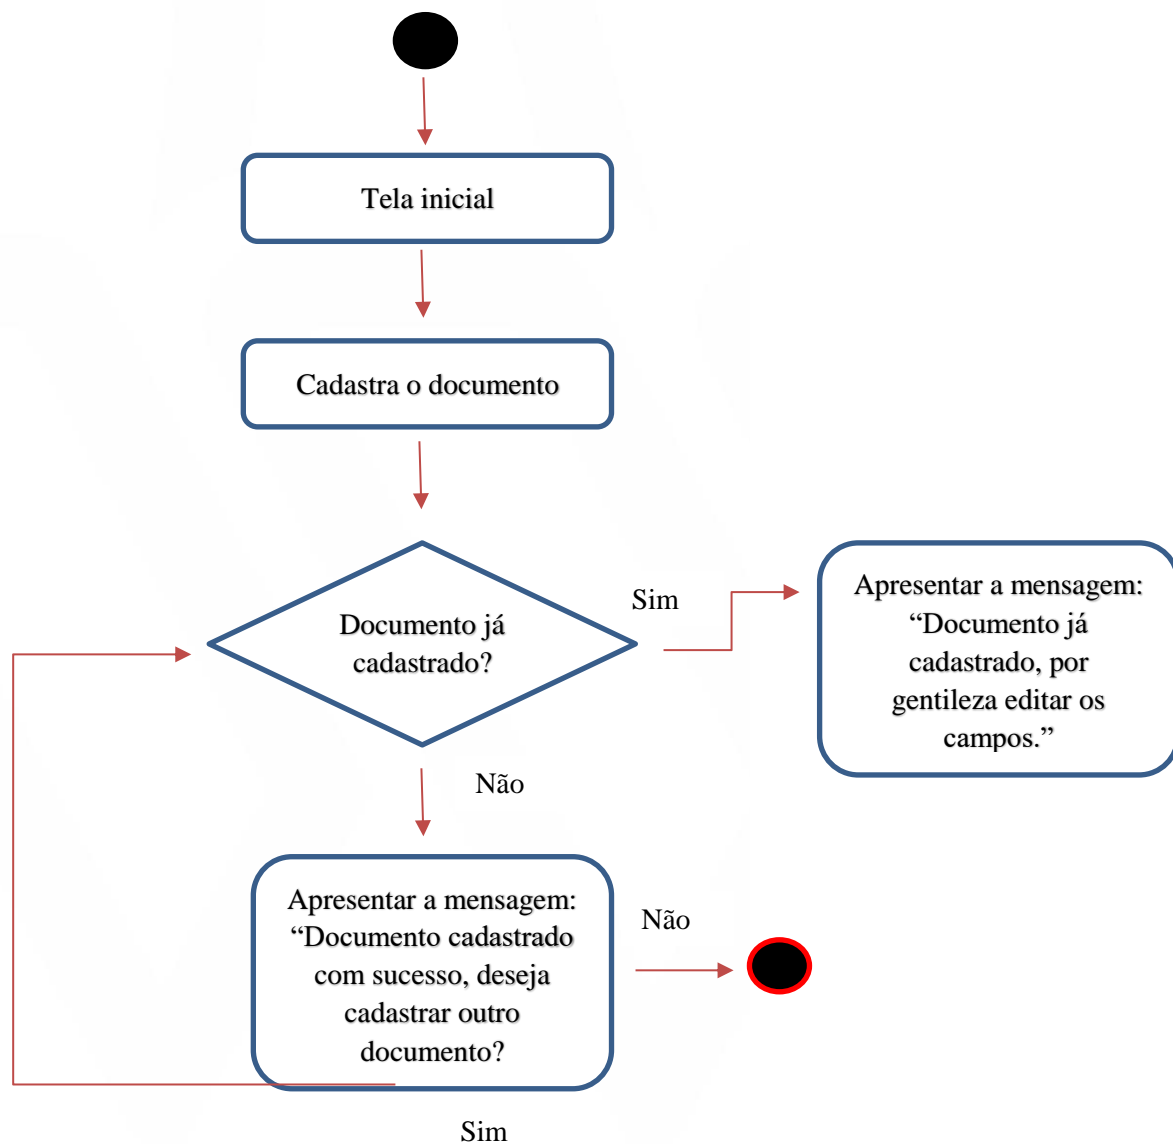 Tela inicial
Cadastra o documento
Documento já
cadastrado?
Sim
Apresentar a mensagem:
“Documento já
cadastrado, por
gentileza editar os
campos.”
Não
Apresentar a mensagem:
“Documento cadastrado
com sucesso, deseja
cadastrar outro
documento?
Não
Sim